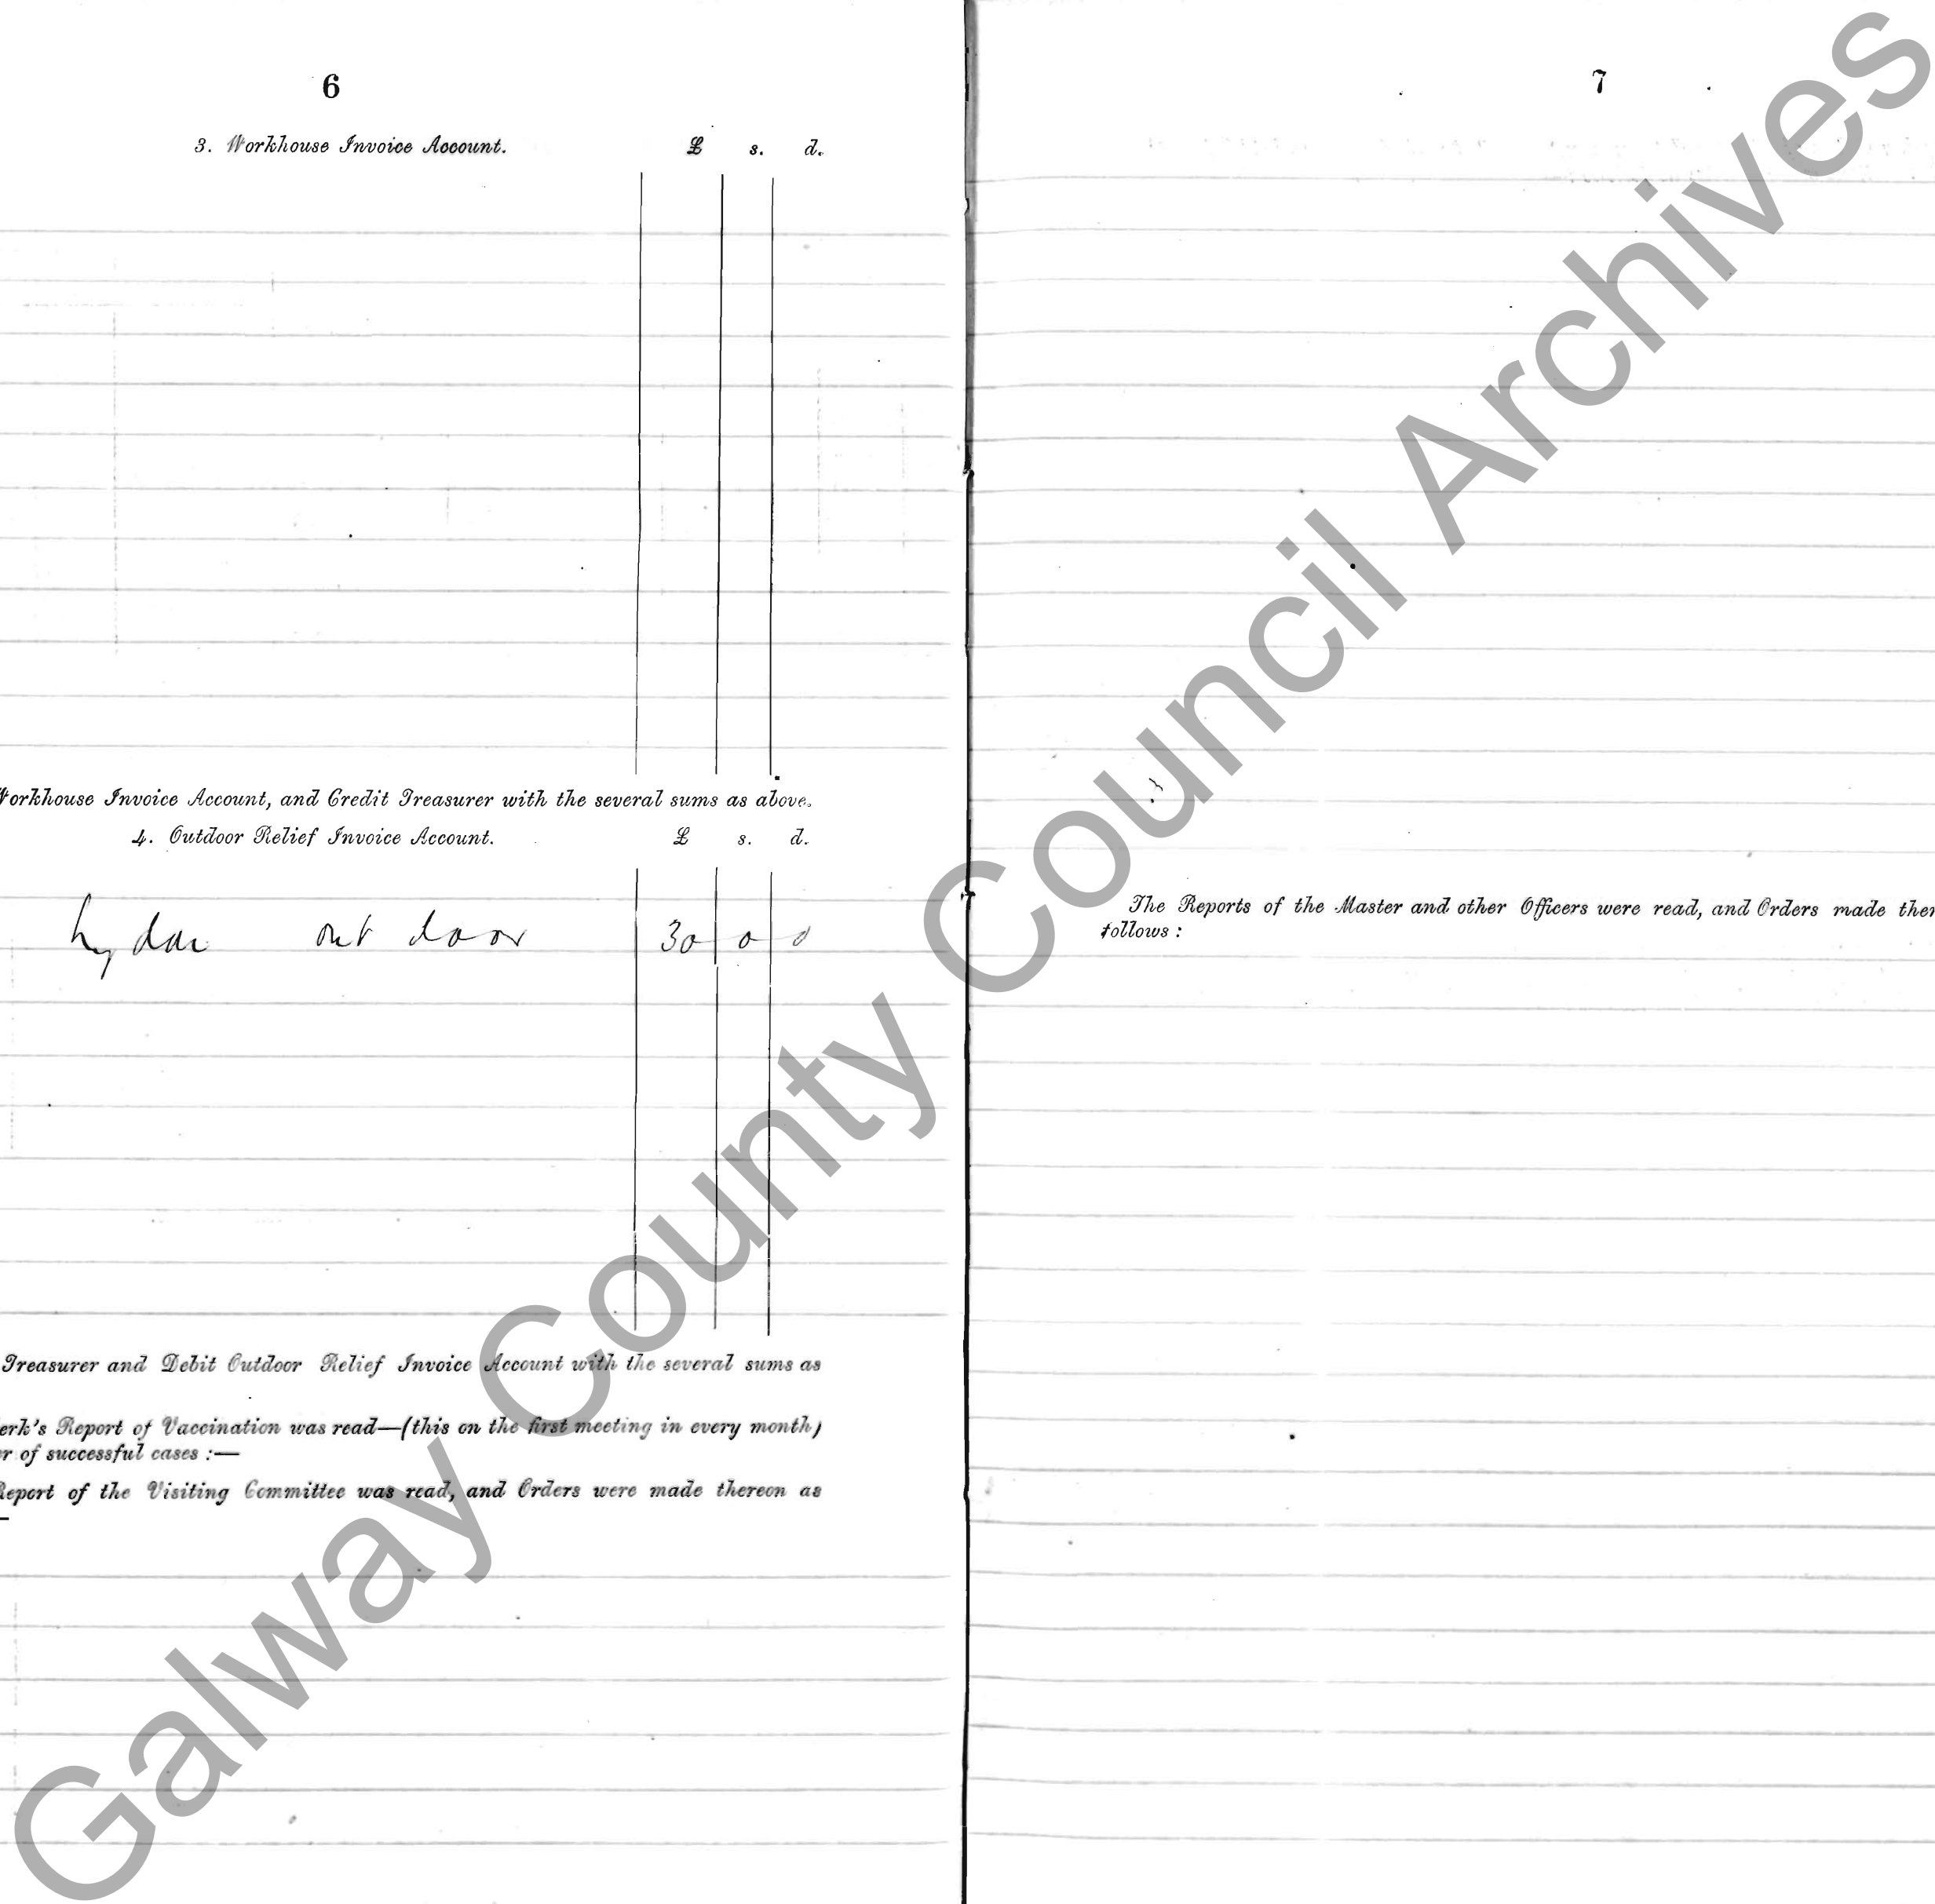 6
3. Workhouse Invoice Account. £ s. d.
Workhouse Invoice Account, and Credit Treasurer with the several sums as above.
4. Outdoor Relief Invoice Account. £ s. d.
out door 30 0 0
Treasurer and Debit Outdoor Relief Invoice Account with the several sums as
erk's Report of Vaccination was read—(this on the first meeting in every month)
r of successful cases :—
Report of the Visiting Committee was read, and Orders were made thereon as
7
The Reports of the Master and other Officers were read, and Orders made ther
follows :
Galway County Council Archives